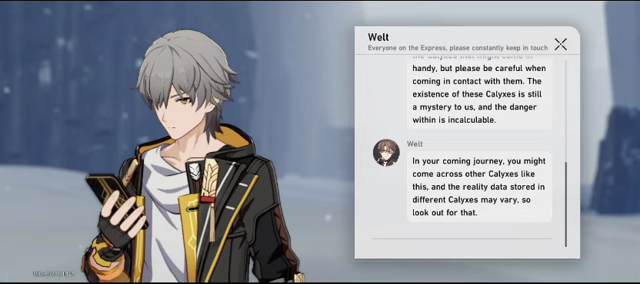 Welt
Everyone on the Express, please constantly keep in touch
handy, but please be careful when
coming in contact with them. The
existence of these Calyxes is still
a mystery to us, and the danger
within is incalculable.
Welt
In your coming journey, you might
come across other Calyxes like
this, and the reality data stored in
different Calyxes may vary, so
look out for that.